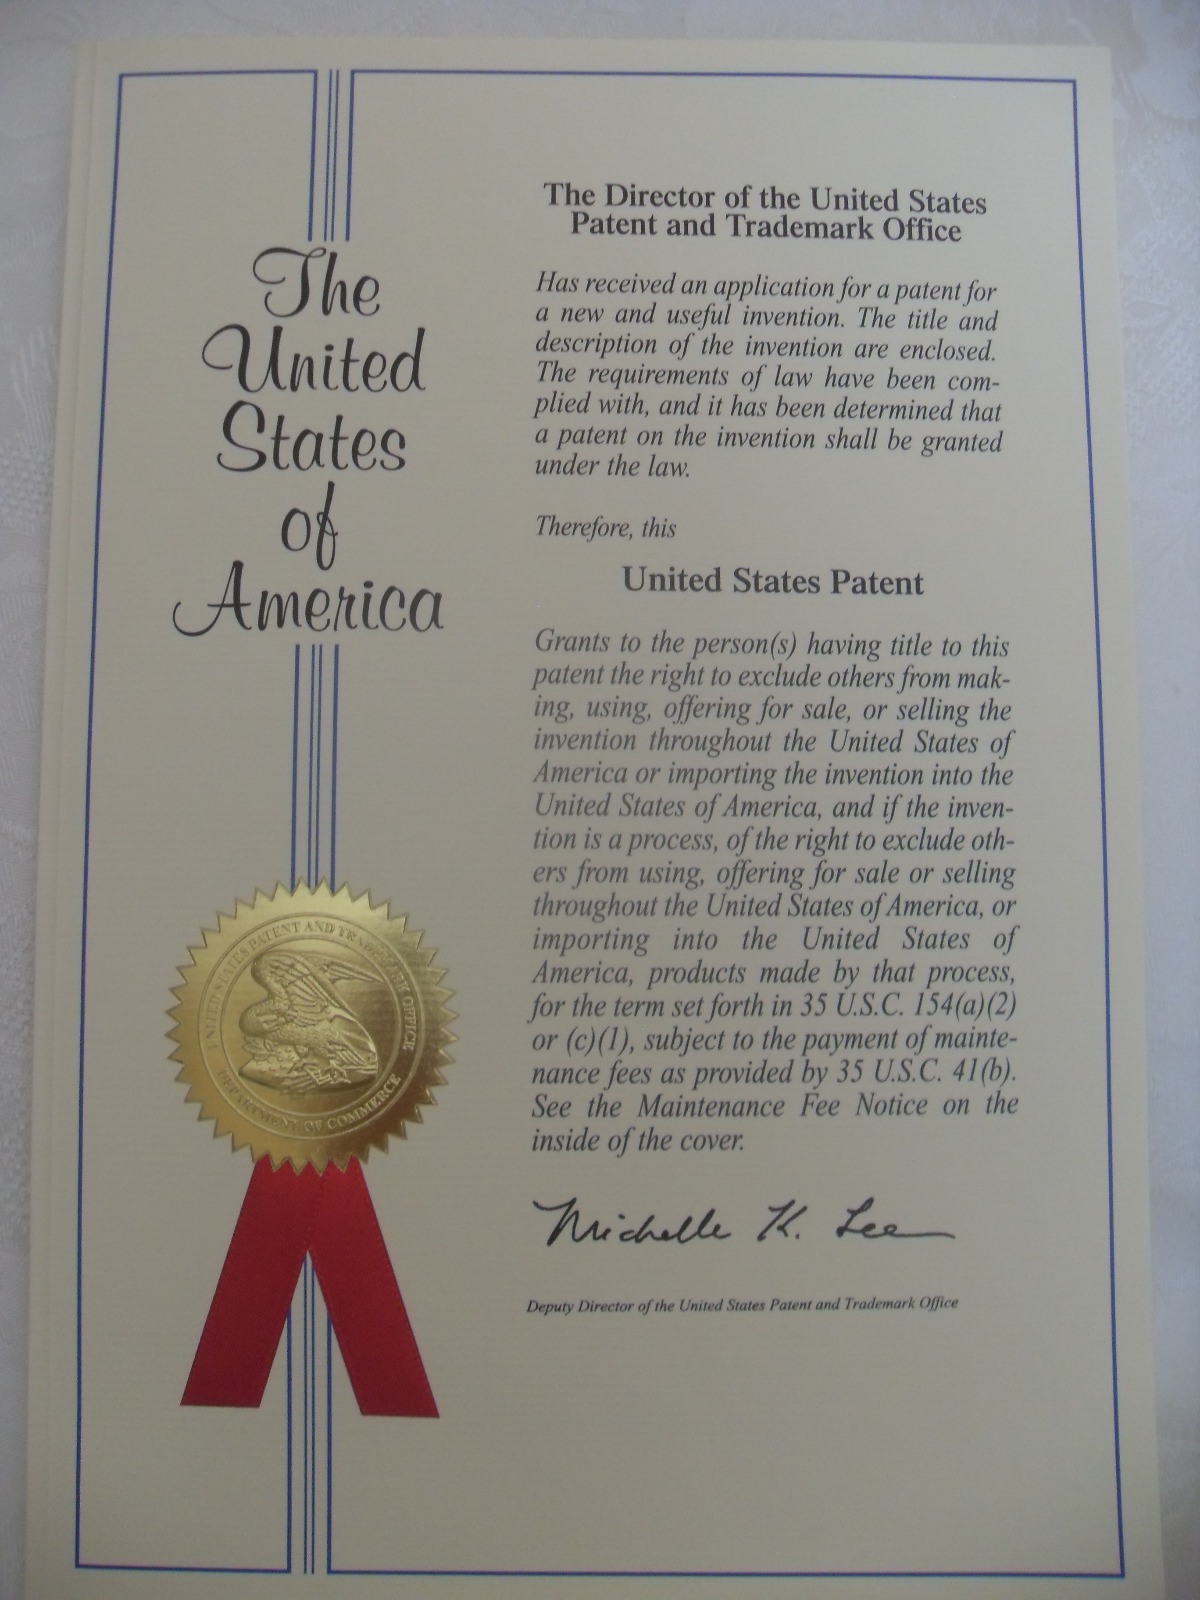 The
United
States
of
America
The Director of the United States
Patent and Trademark Office
Has received an application for a patent for
a new and useful invention. The title and
description of the invention are enclosed.
The requirements of law have been com-
plied with, and it has been determined that
a patent on the invention shall be granted
under the law.
Therefore, this
United States Patent
Grants to the person(s) having title to this
patent the right to exclude others from mak-
ing, using, offering for sale, or selling the
invention throughout the United States of
America or importing the invention into the
United States of America, and if the inven-
tion is a process, of the right to exclude oth-
ers from using, offering for sale or selling
throughout the United States of America, or
importing into the United States of
America, products made by that process,
for the term set forth in 35 U.S.C. 154(a)(2)
or (c)(1), subject to the payment of mainte-
nance fees as provided by 35 U.S.C. 41(b).
See the Maintenance Fee Notice on the
inside of the cover.
Michelle K. Lee
Deputy Director of the United States Patent and Trademark Office
UNITED STATES PATENT AND TRADEMARK OFFICE
DEPARTMENT OF COMMERCE